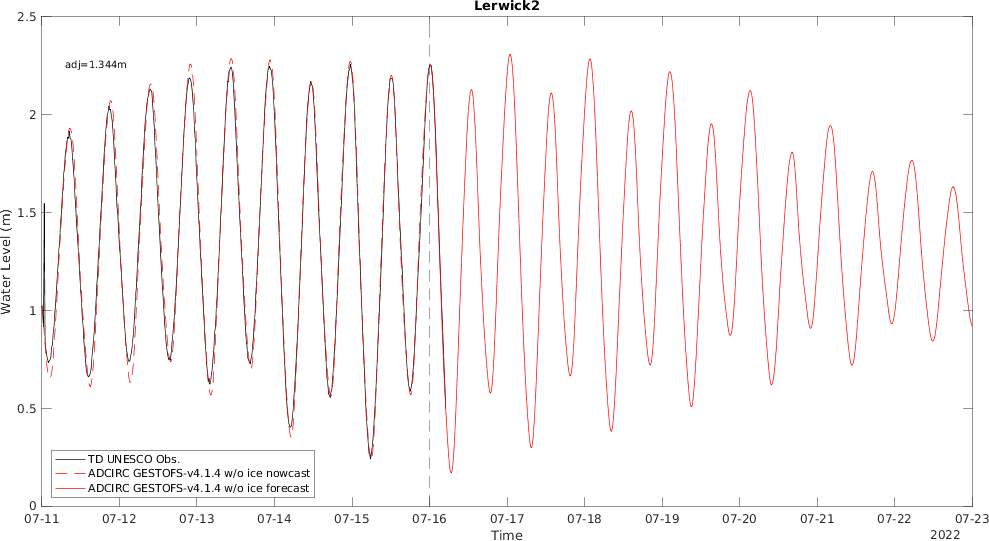 Lerwick2
adj=1.344m
Water Level (m)
2.5
2
1.5
1
0.5
0
TD UNESCO Obs.
ADCIRC GESTOFS-v4.1.4 w/o ice nowcast
ADCIRC GESTOFS-v4.1.4 w/o ice forecast
07-11 07-12 07-13 07-14 07-15 07-16 07-17 07-18 07-19 07-20 07-21 07-22 07-23
Time
2022